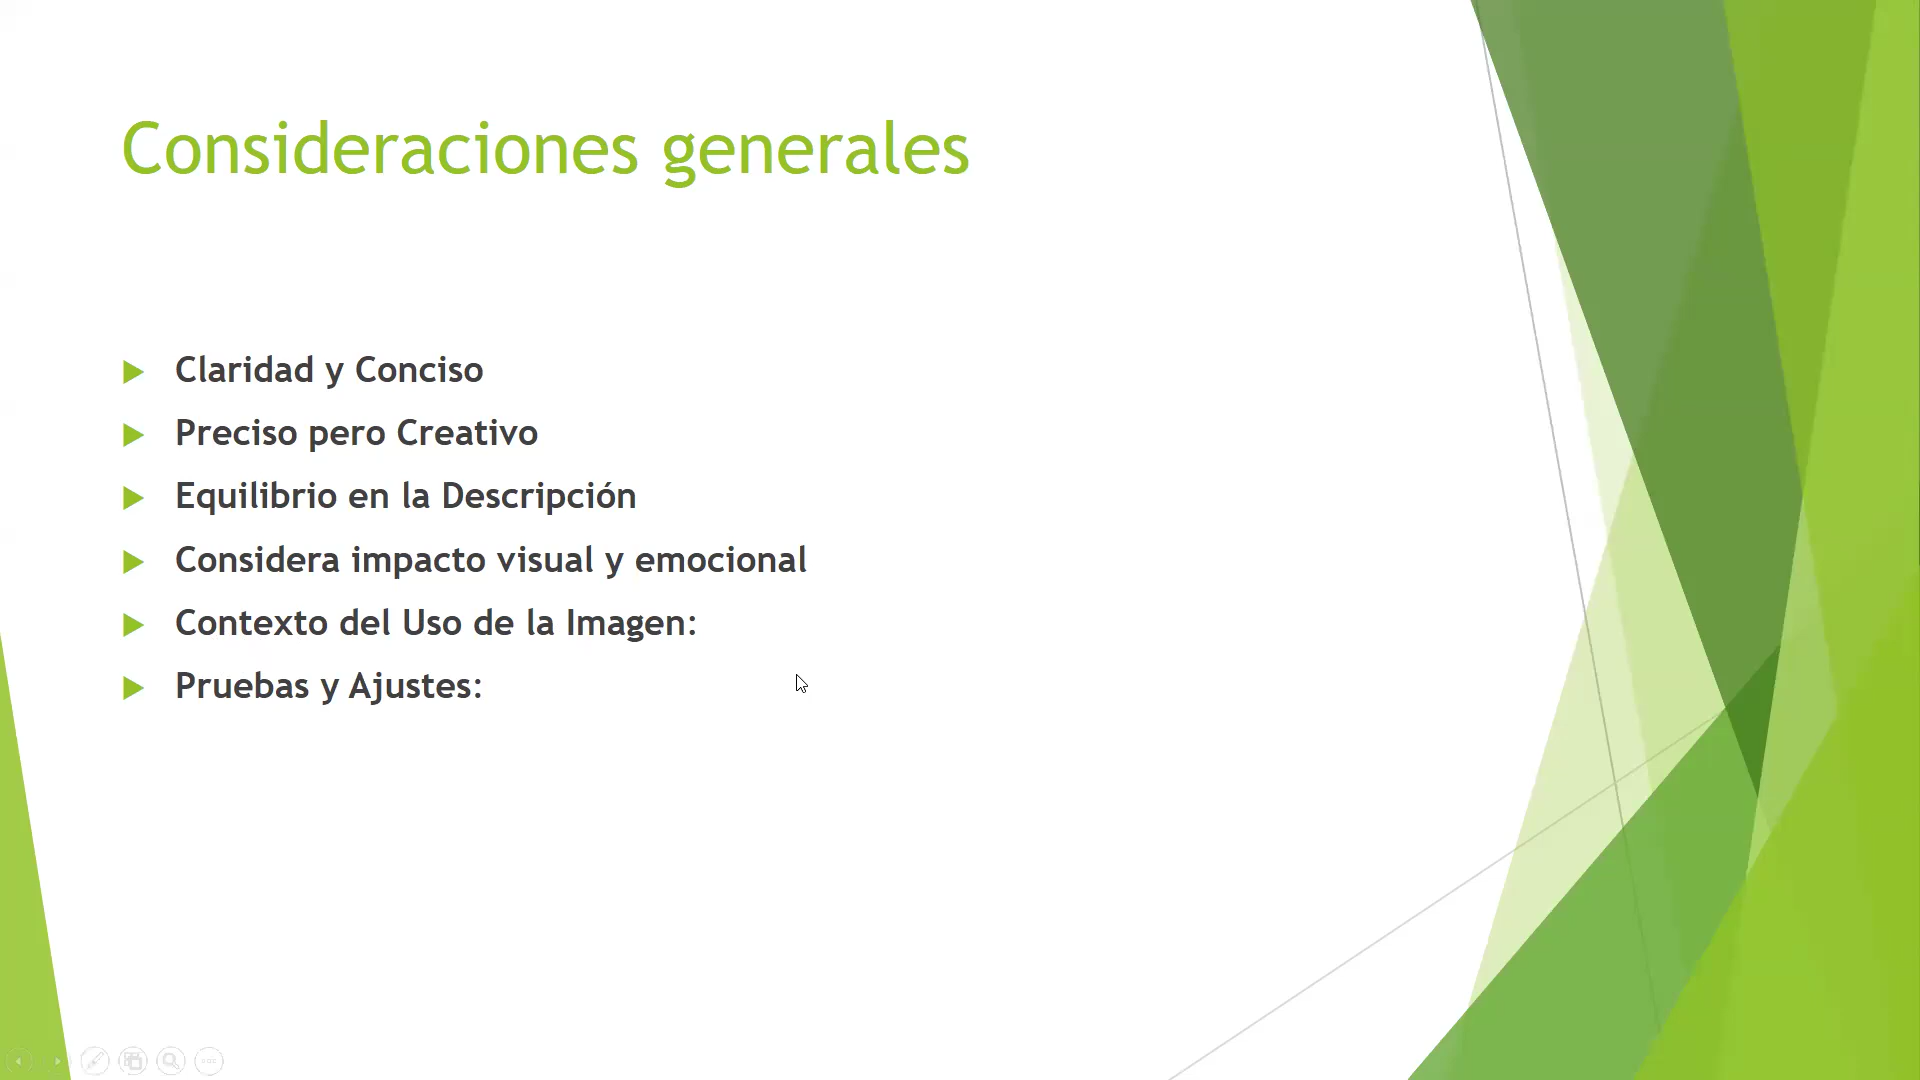 Consideraciones generales
Claridad y Conciso
Preciso pero Creativo
Equilibrio en la Descripción
Considera impacto visual y emocional
Contexto del Uso de la Imagen:
Pruebas y Ajustes: